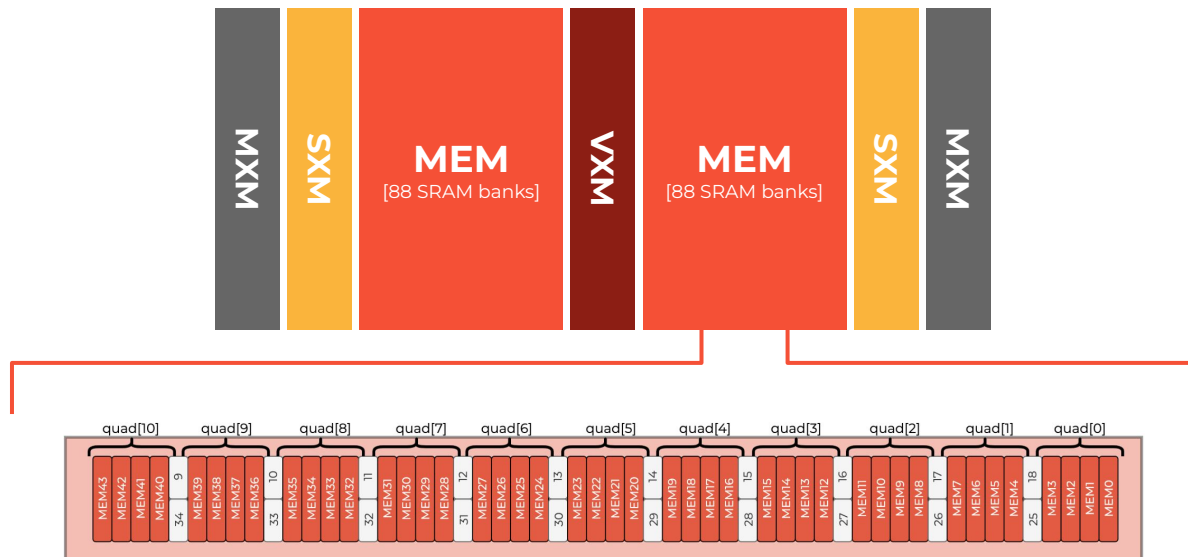 MXM
SXM
MEM
[88 SRAM banks]
VXM
MEM
[88 SRAM banks]
SXM
MXM
quad[10] quad[9] quad[8] quad[7] quad[6] quad[5] quad[4] quad[3] quad[2] quad[1] quad[0]
MEM43 MEM42 MEM41 MEM40 9 34 MEM39 MEM38 MEM37 MEM36 10 33 MEM35 MEM34 MEM33 MEM32 11 32 MEM31 MEM30 MEM29 MEM28 12 31 MEM27 MEM26 MEM25 MEM24 13 30 MEM23 MEM22 MEM21 MEM20 14 29 MEM19 MEM18 MEM17 MEM16 15 28 MEM15 MEM14 MEM13 MEM12 16 27 MEM11 MEM10 MEM9 MEM8 17 26 MEM7 MEM6 MEM5 MEM4 18 25 MEM3 MEM2 MEM1 MEM0